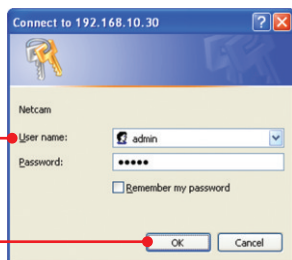 Connect to 192.168.10.30
Netcam
User name: admin
Password: •••••
Remember my password
OK Cancel